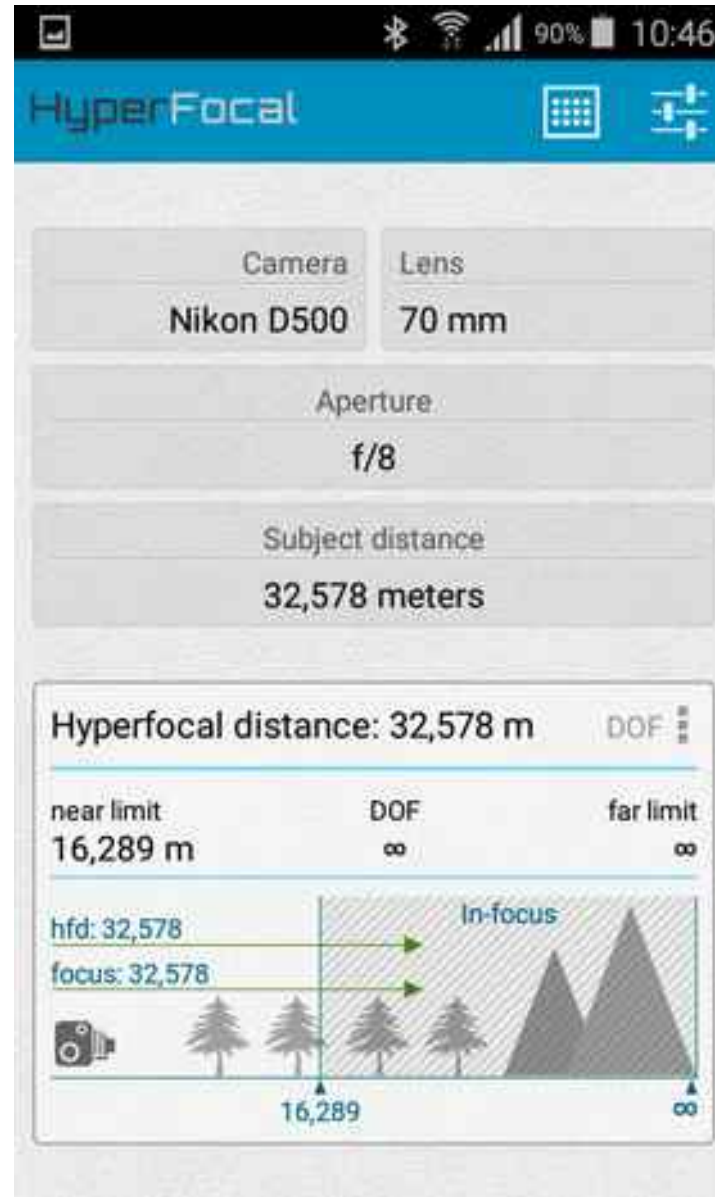 90% 10:46
HyperFocal
Camera Lens
Nikon D500 70 mm
Aperture
f/8
Subject distance
32,578 meters
Hyperfocal distance: 32,578 m DOF
near limit DOF far limit
16,289 m ∞ ∞
In-focus
hfd: 32,578
focus: 32,578
16,289 ∞